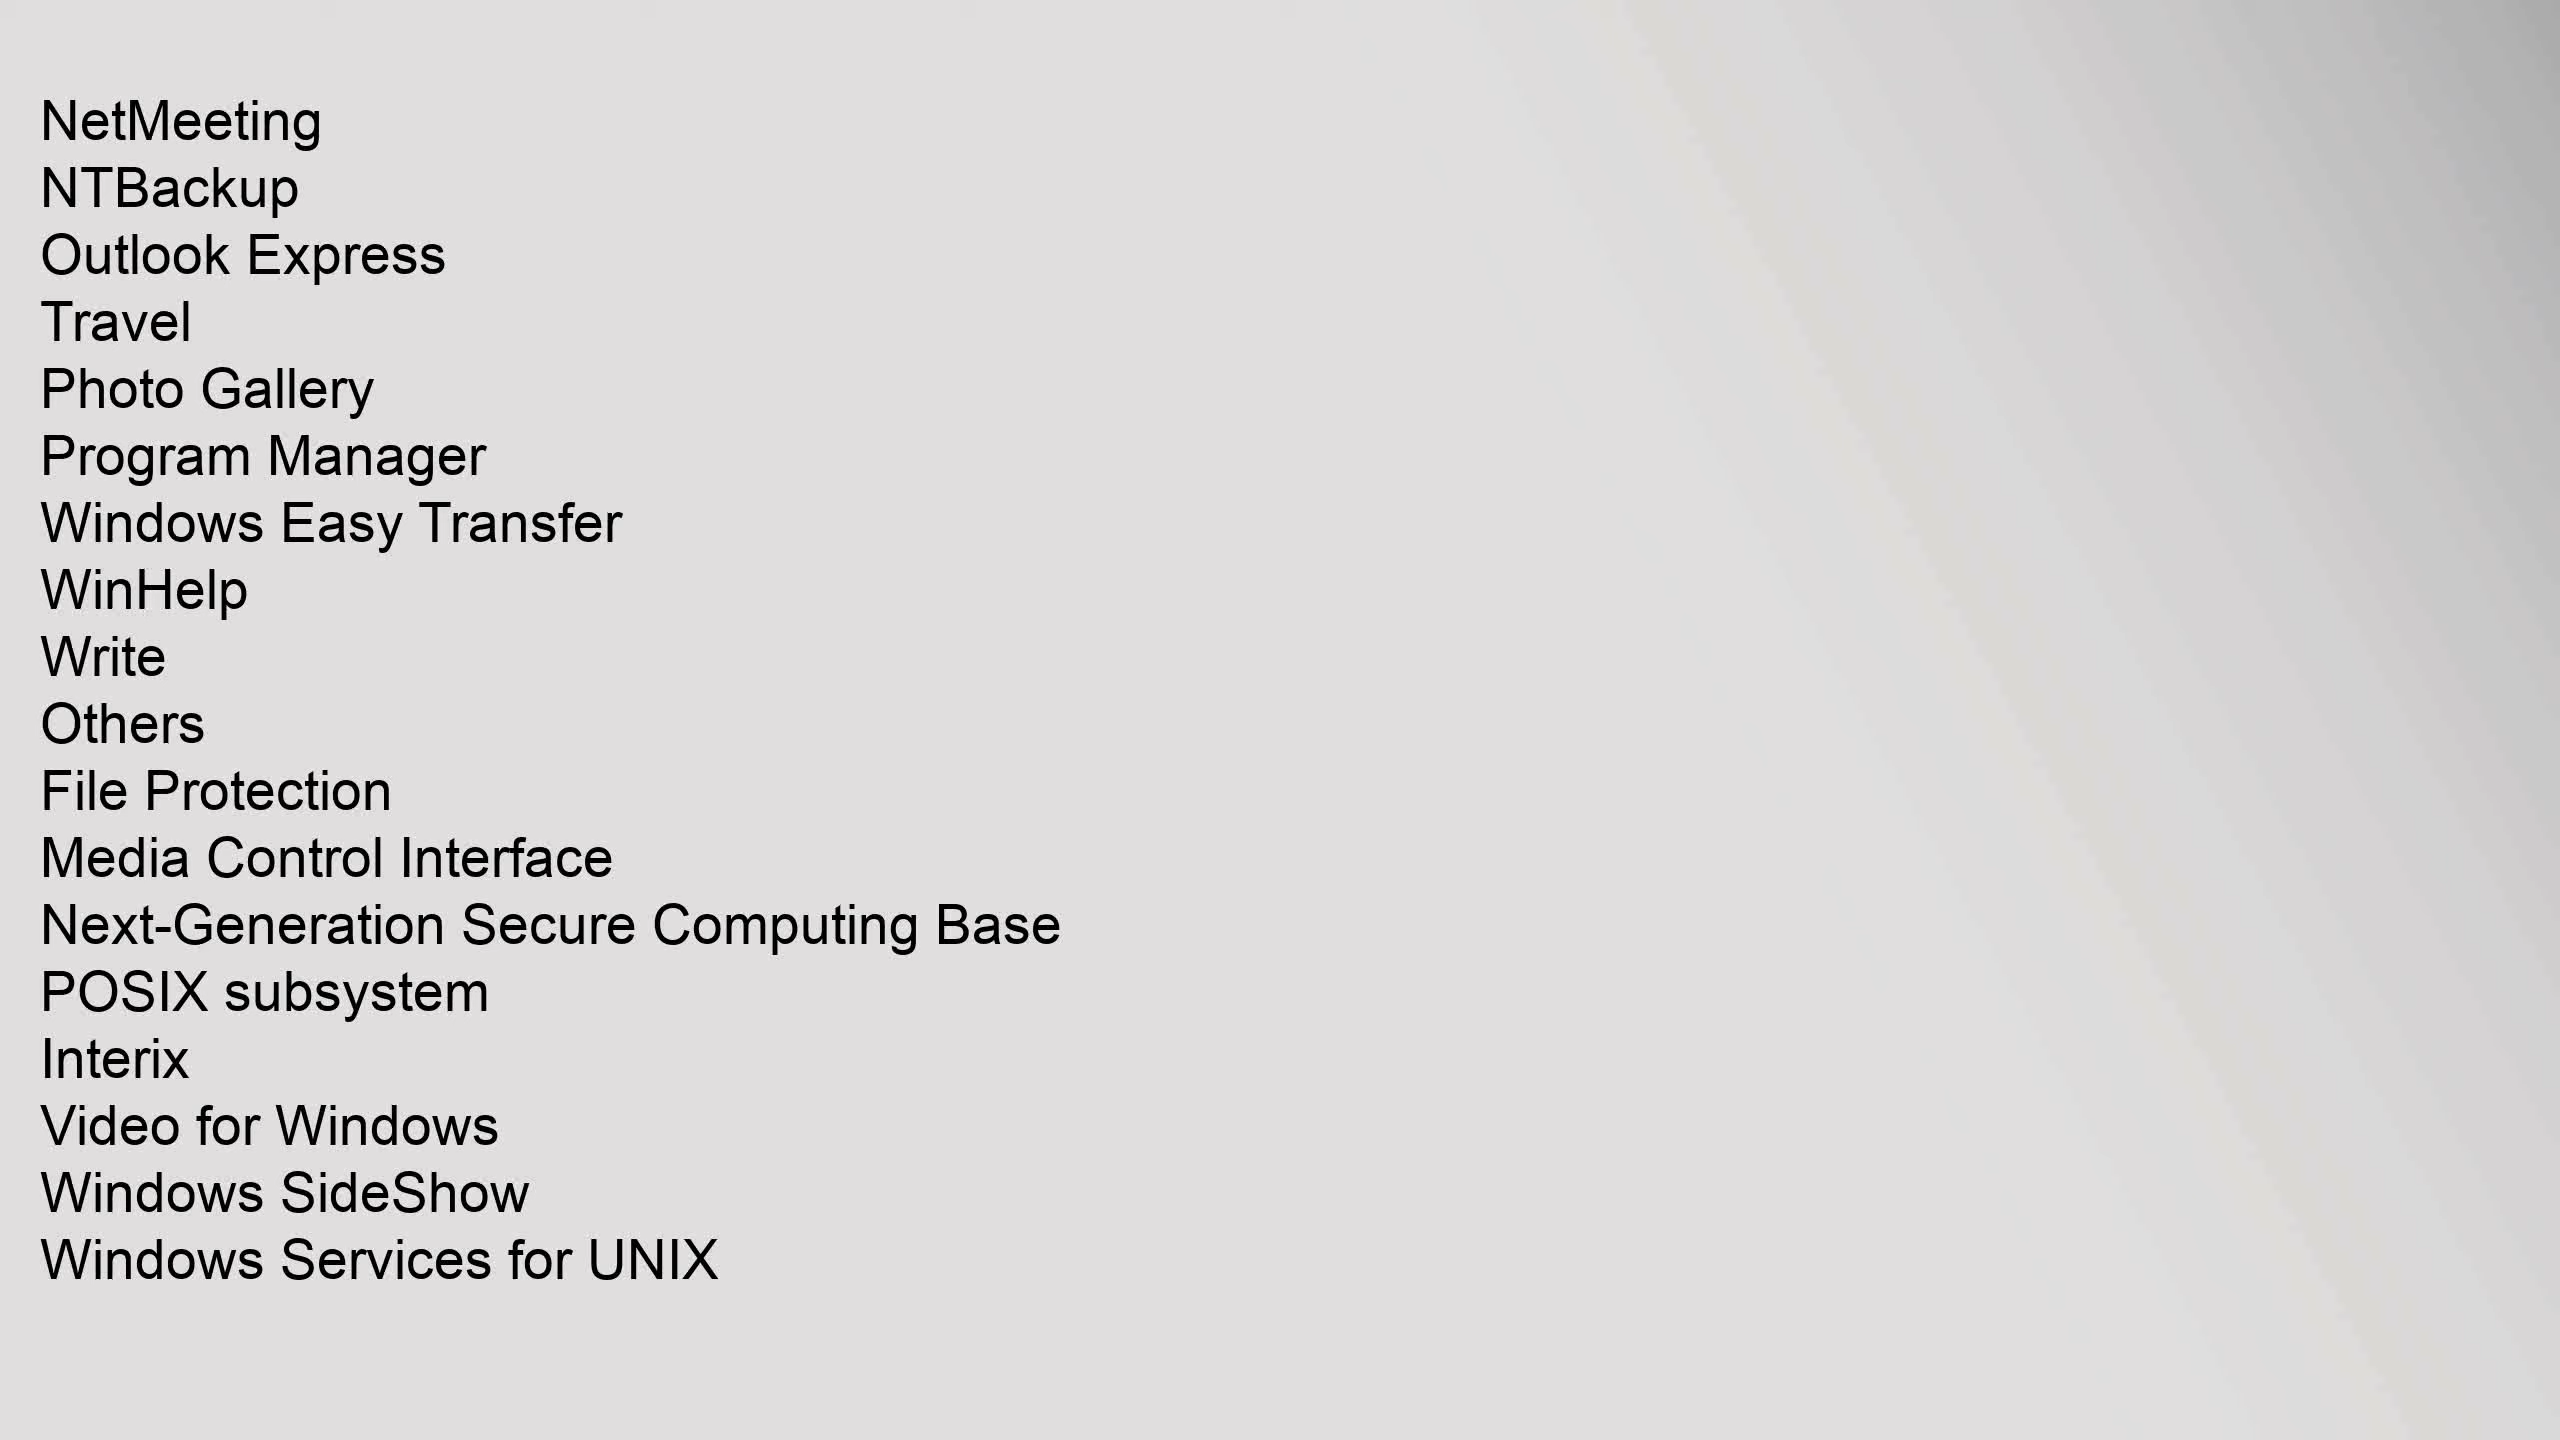 NetMeeting
NTBackup
Outlook Express
Travel
Photo Gallery
Program Manager
Windows Easy Transfer
WinHelp
Write
Others
File Protection
Media Control Interface
Next-Generation Secure Computing Base
POSIX subsystem
Interix
Video for Windows
Windows SideShow
Windows Services for UNIX